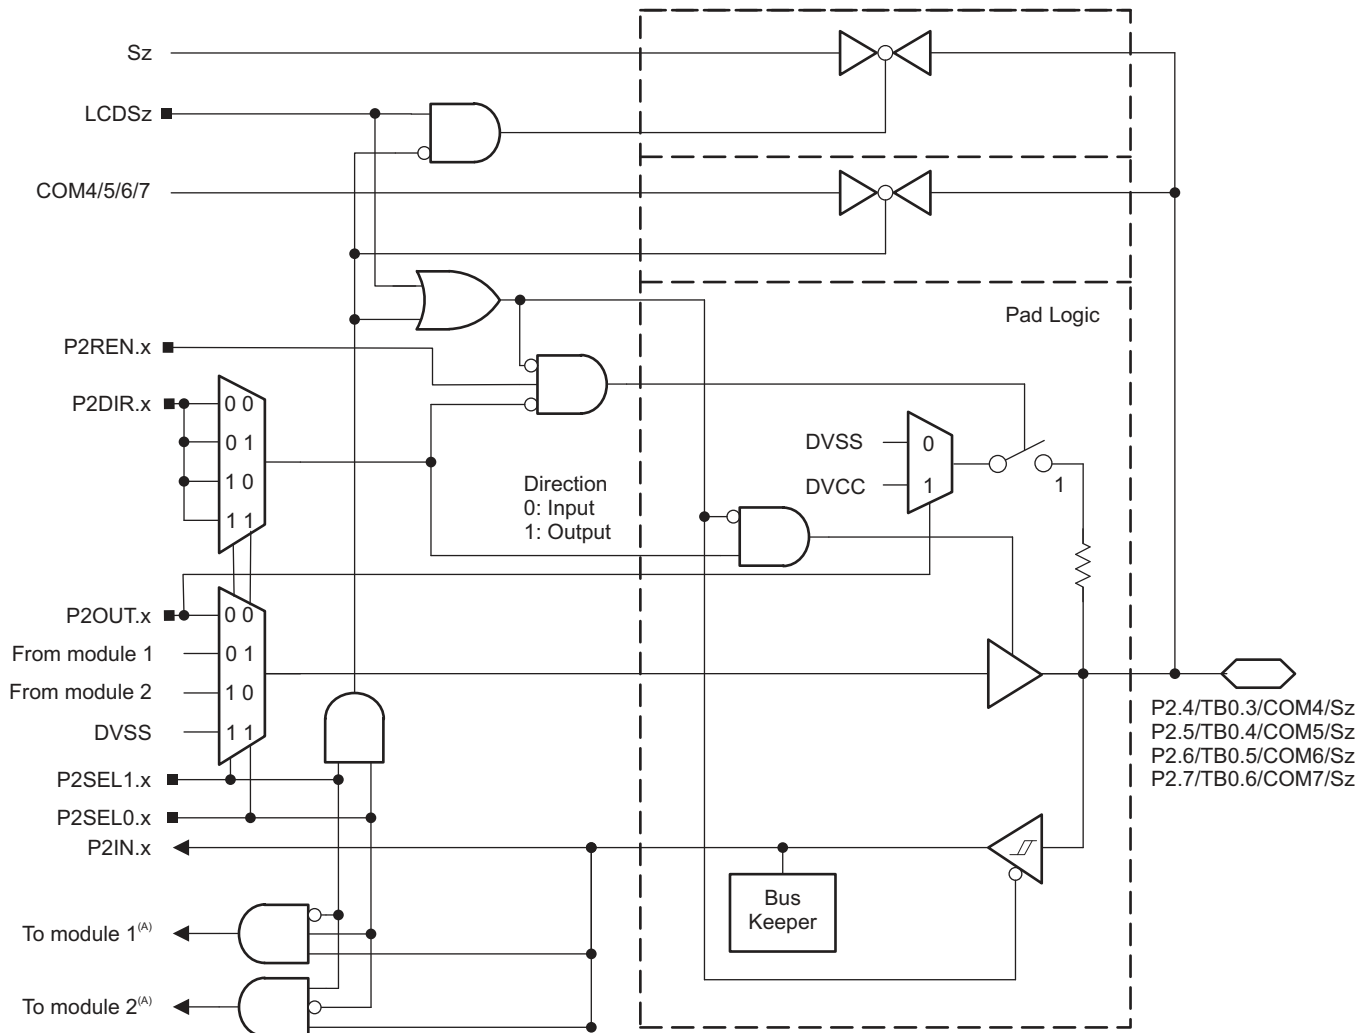 Sz
LCDSz
COM4/5/6/7
Pad Logic
P2REN.x
P2DIR.x
0 0
0 1
1 0
1 1
Direction
0: Input
1: Output
DVSS
DVCC
0
1
1
P2OUT.x
From module 1
From module 2
DVSS
0 0
0 1
1 0
1 1
P2SEL1.x
P2SEL0.x
P2IN.x
P2.4/TB0.3/COM4/Sz
P2.5/TB0.4/COM5/Sz
P2.6/TB0.5/COM6/Sz
P2.7/TB0.6/COM7/Sz
Bus
Keeper
To module 1(A)
To module 2(A)